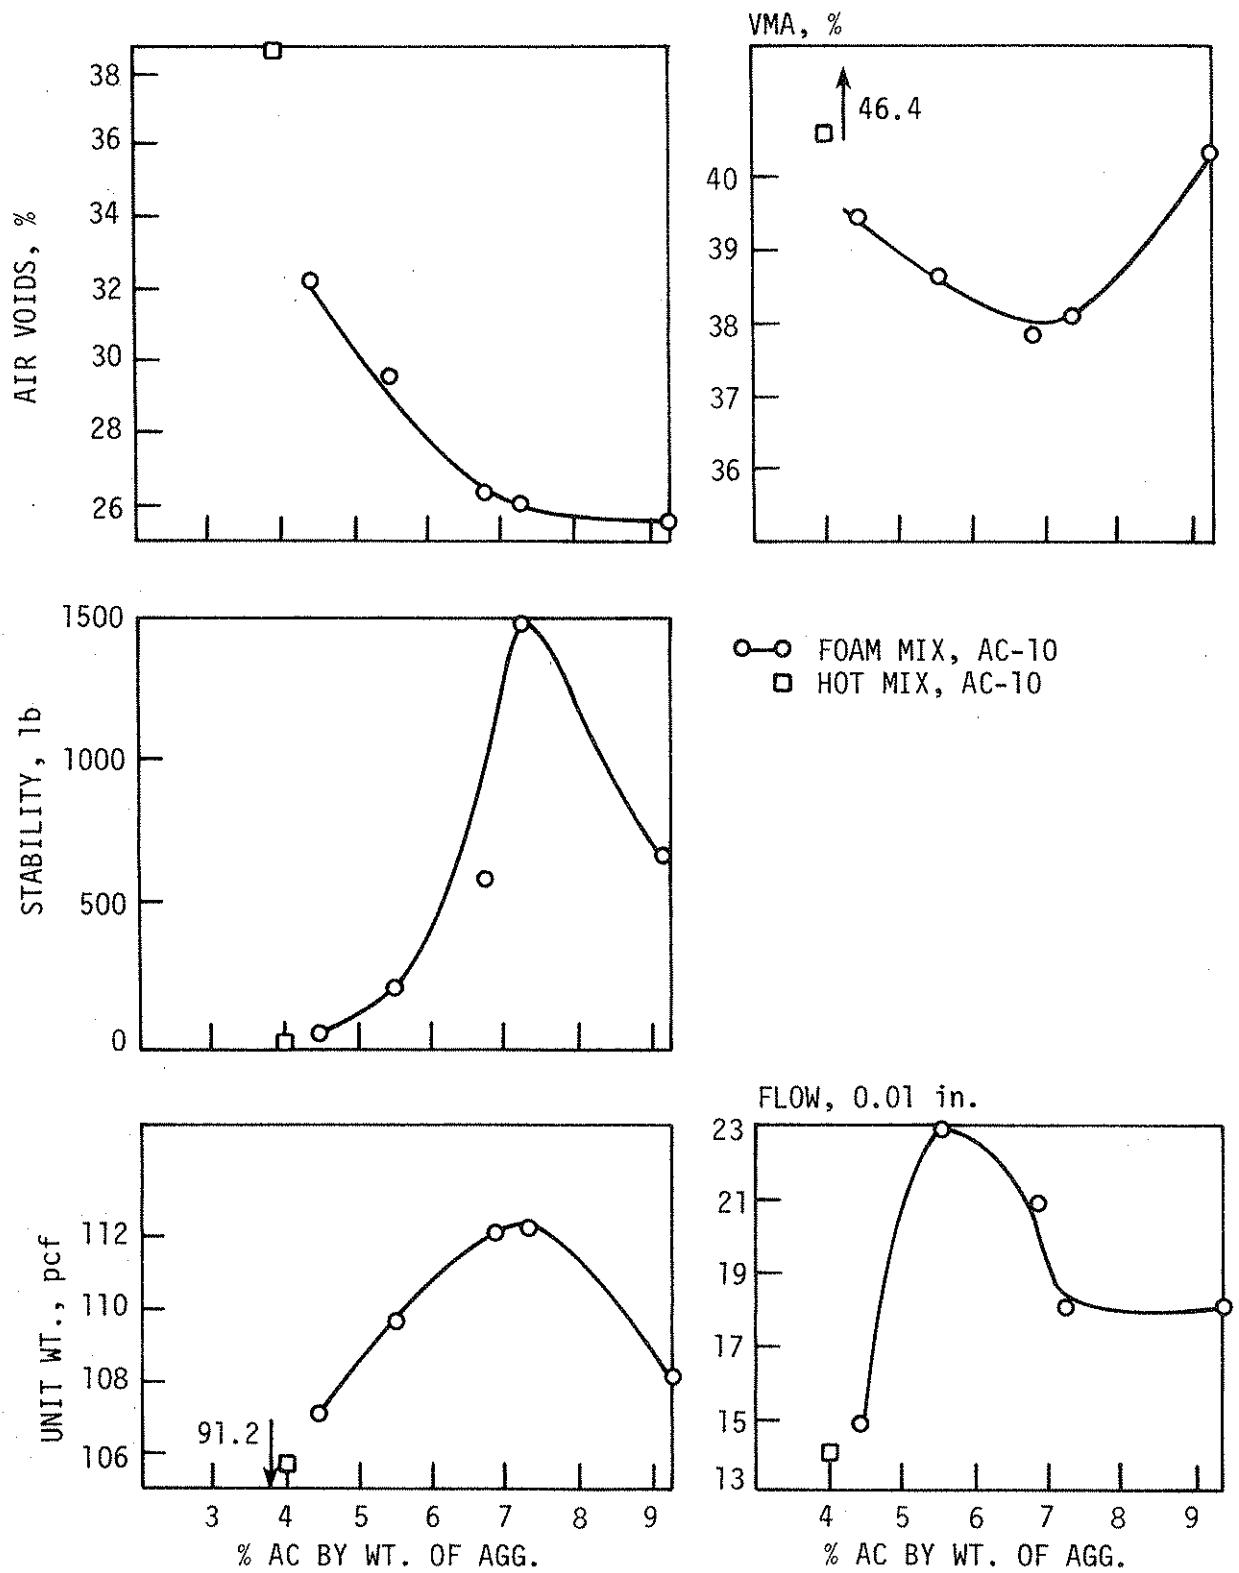 AIR VOIDS, %
38
36
34
32
30
28
26
VMA, %
46.4
40
39
38
37
36
STABILITY, lb
1500
1000
500
0
FOAM MIX, AC-10
HOT MIX, AC-10
UNIT WT., pcf
112
110
108
106
91.2
3 4 5 6 7 8 9
% AC BY WT. OF AGG.
FLOW, 0.01 in.
23
21
19
17
15
13
4 5 6 7 8 9
% AC BY WT. OF AGG.